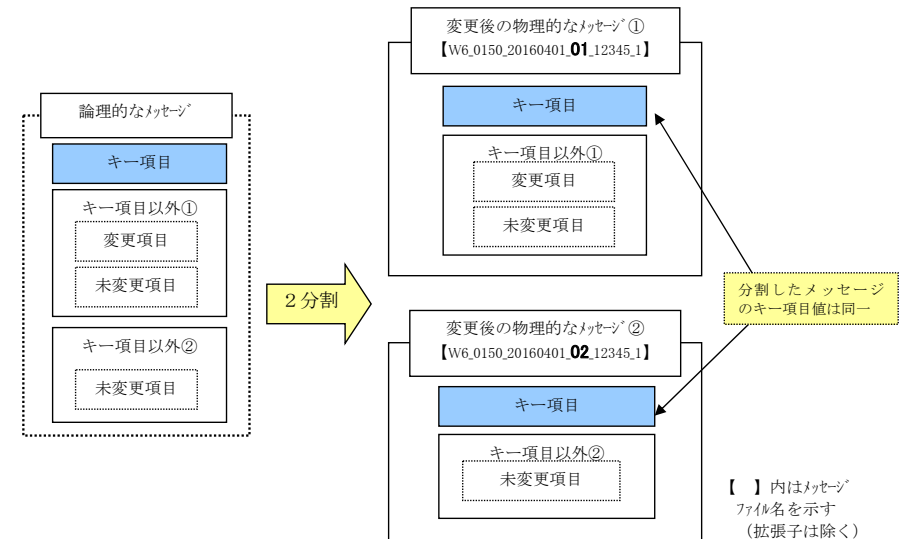 論理的なﾒｯｾｰｼﾞ
キー項目
キー項目以外①
変更項目
未変更項目
キー項目以外②
未変更項目
２分割
変更後の物理的なﾒｯｾｰｼﾞ①
【W6_0150_20160401_01_12345_1】
キー項目
キー項目以外①
変更項目
未変更項目
変更後の物理的なﾒｯｾｰｼﾞ②
【W6_0150_20160401_02_12345_1】
キー項目
キー項目以外②
未変更項目
分割したメッセージ
のキー項目値は同一
【　】内はﾒｯｾｰｼﾞ
ﾌｧｲﾙ名を示す
（拡張子は除く）